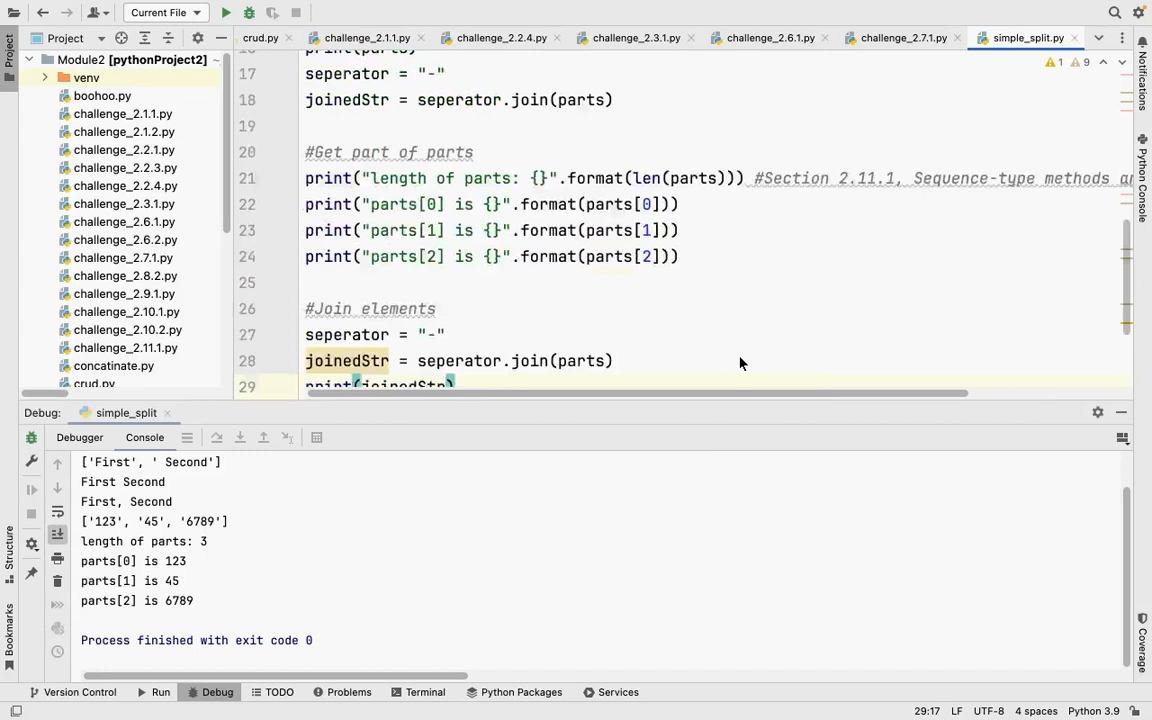 Current File
Project
crud.py
challenge_2.1.1.py
challenge_2.2.4.py
challenge_2.3.1.py
challenge_2.6.1.py
challenge_2.7.1.py
simple_split.py
Project
Module2 [pythonProject2]
venv
boohoo.py
challenge_2.1.1.py
challenge_2.1.2.py
challenge_2.2.1.py
challenge_2.2.3.py
challenge_2.2.4.py
challenge_2.3.1.py
challenge_2.6.1.py
challenge_2.6.2.py
challenge_2.7.1.py
challenge_2.8.2.py
challenge_2.9.1.py
challenge_2.10.1.py
challenge_2.10.2.py
challenge_2.11.1.py
concatinate.py
crud.py
1 9
16 print(parts)
17 seperator = "-"
18 joinedStr = seperator.join(parts)
19
20 #Get part of parts
21 print("length of parts: {}".format(len(parts))) #Section 2.11.1, Sequence-type methods a
22 print("parts[0] is {}".format(parts[0]))
23 print("parts[1] is {}".format(parts[1]))
24 print("parts[2] is {}".format(parts[2]))
25
26 #Join elements
27 seperator = "-"
28 joinedStr = seperator.join(parts)
29 print(joinedStr)
Notifications
Python Console
Coverage
Structure
Bookmarks
Debug: simple_split
Debugger Console
['First', ' Second']
First Second
First, Second
['123', '45', '6789']
length of parts: 3
parts[0] is 123
parts[1] is 45
parts[2] is 6789
Process finished with exit code 0
Version Control Run Debug TODO Problems Terminal Python Packages Services
29:17 LF UTF-8 4 spaces Python 3.9